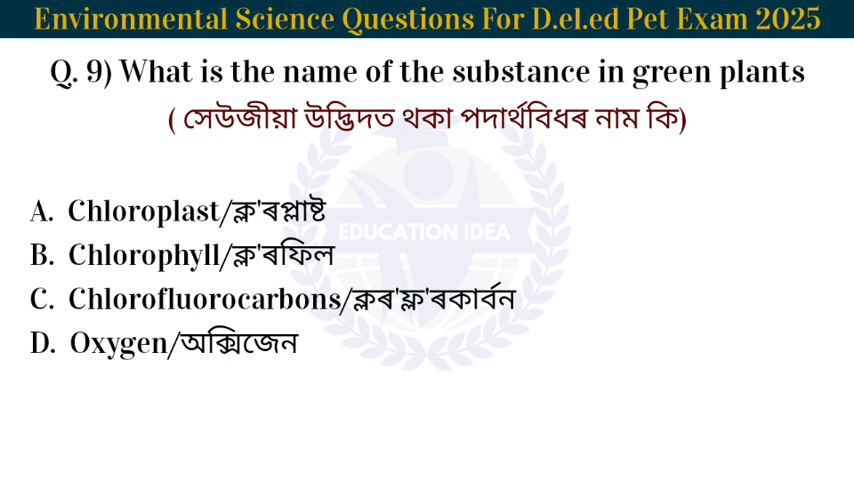 Environmental Science Questions For D.el.ed Pet Exam 2025
Q. 9) What is the name of the substance in green plants
( সেউজীয়া উদ্ভিদত থকা পদাৰ্থবিধৰ নাম কি)
EDUCATION IDEA
A. Chloroplast/ক্ল'ৰপ্লাষ্ট
B. Chlorophyll/ক্ল'ৰফিল
C. Chlorofluorocarbons/ক্লৰ'ফ্ল'ৰকাৰ্বন
D. Oxygen/অক্সিজেন